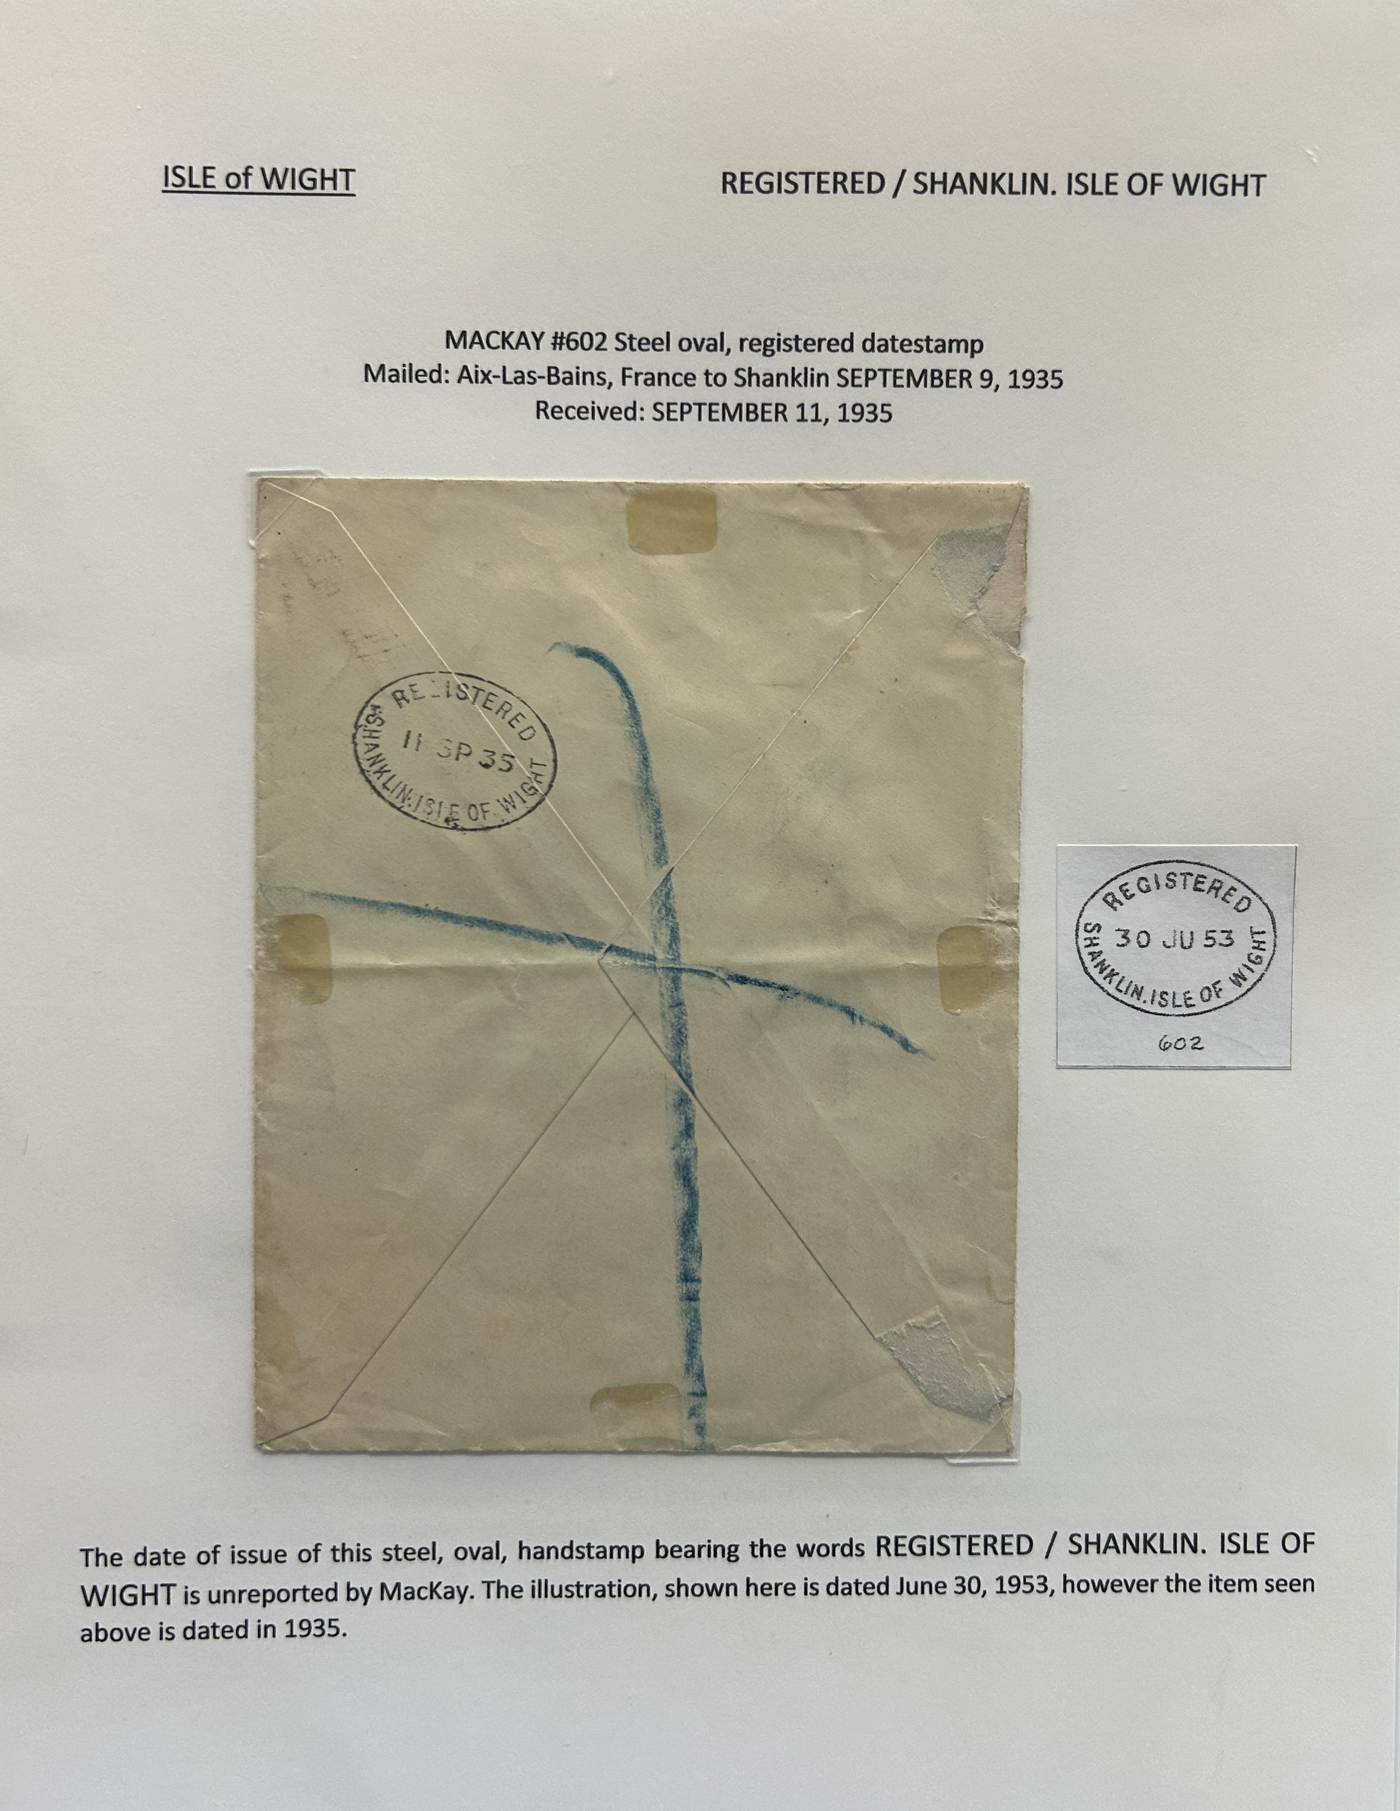 ISLE of WIGHT
REGISTERED / SHANKLIN. ISLE OF WIGHT
MACKAY #602 Steel oval, registered datestamp
Mailed: Aix-Las-Bains, France to Shanklin SEPTEMBER 9, 1935
Received: SEPTEMBER 11, 1935
REGISTERED
11 SP 35
SHANKLIN. ISLE OF WIGHT
REGISTERED
30 JU 53
SHANKLIN. ISLE OF WIGHT
602
The date of issue of this steel, oval, handstamp bearing the words REGISTERED / SHANKLIN. ISLE OF
WIGHT is unreported by MacKay. The illustration, shown here is dated June 30, 1953, however the item seen
above is dated in 1935.